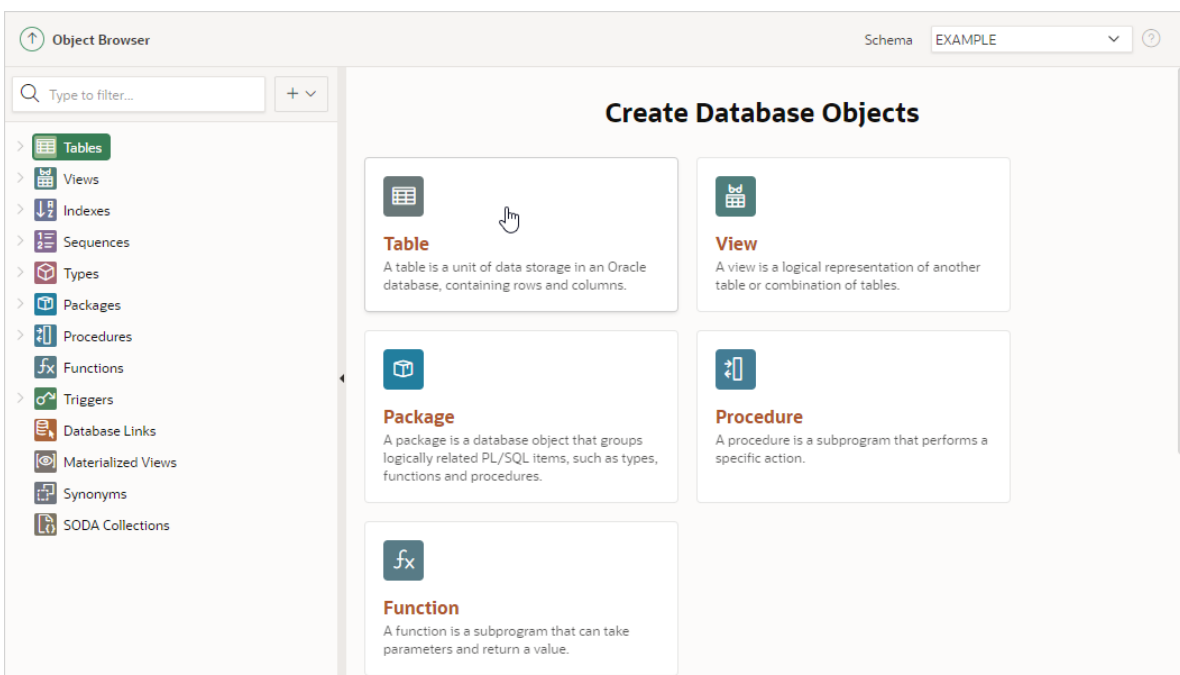 Object Browser
Schema
EXAMPLE
Type to filter...
Tables
Views
Indexes
Sequences
Types
Packages
Procedures
Functions
Triggers
Database Links
Materialized Views
Synonyms
SODA Collections
Create Database Objects
Table
A table is a unit of data storage in an Oracle
database, containing rows and columns.
View
A view is a logical representation of another
table or combination of tables.
Package
A package is a database object that groups
logically related PL/SQL items, such as types,
functions and procedures.
Procedure
A procedure is a subprogram that performs a
specific action.
Function
A function is a subprogram that can take
parameters and return a value.